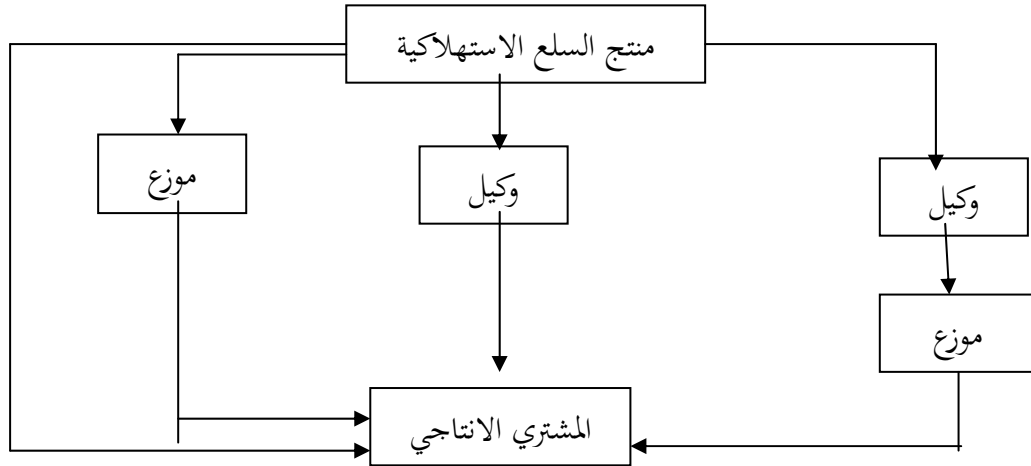 منتج السلع الاستهلاكية
موزع
وكيل
وكيل
موزع
المشتري الانتاجي